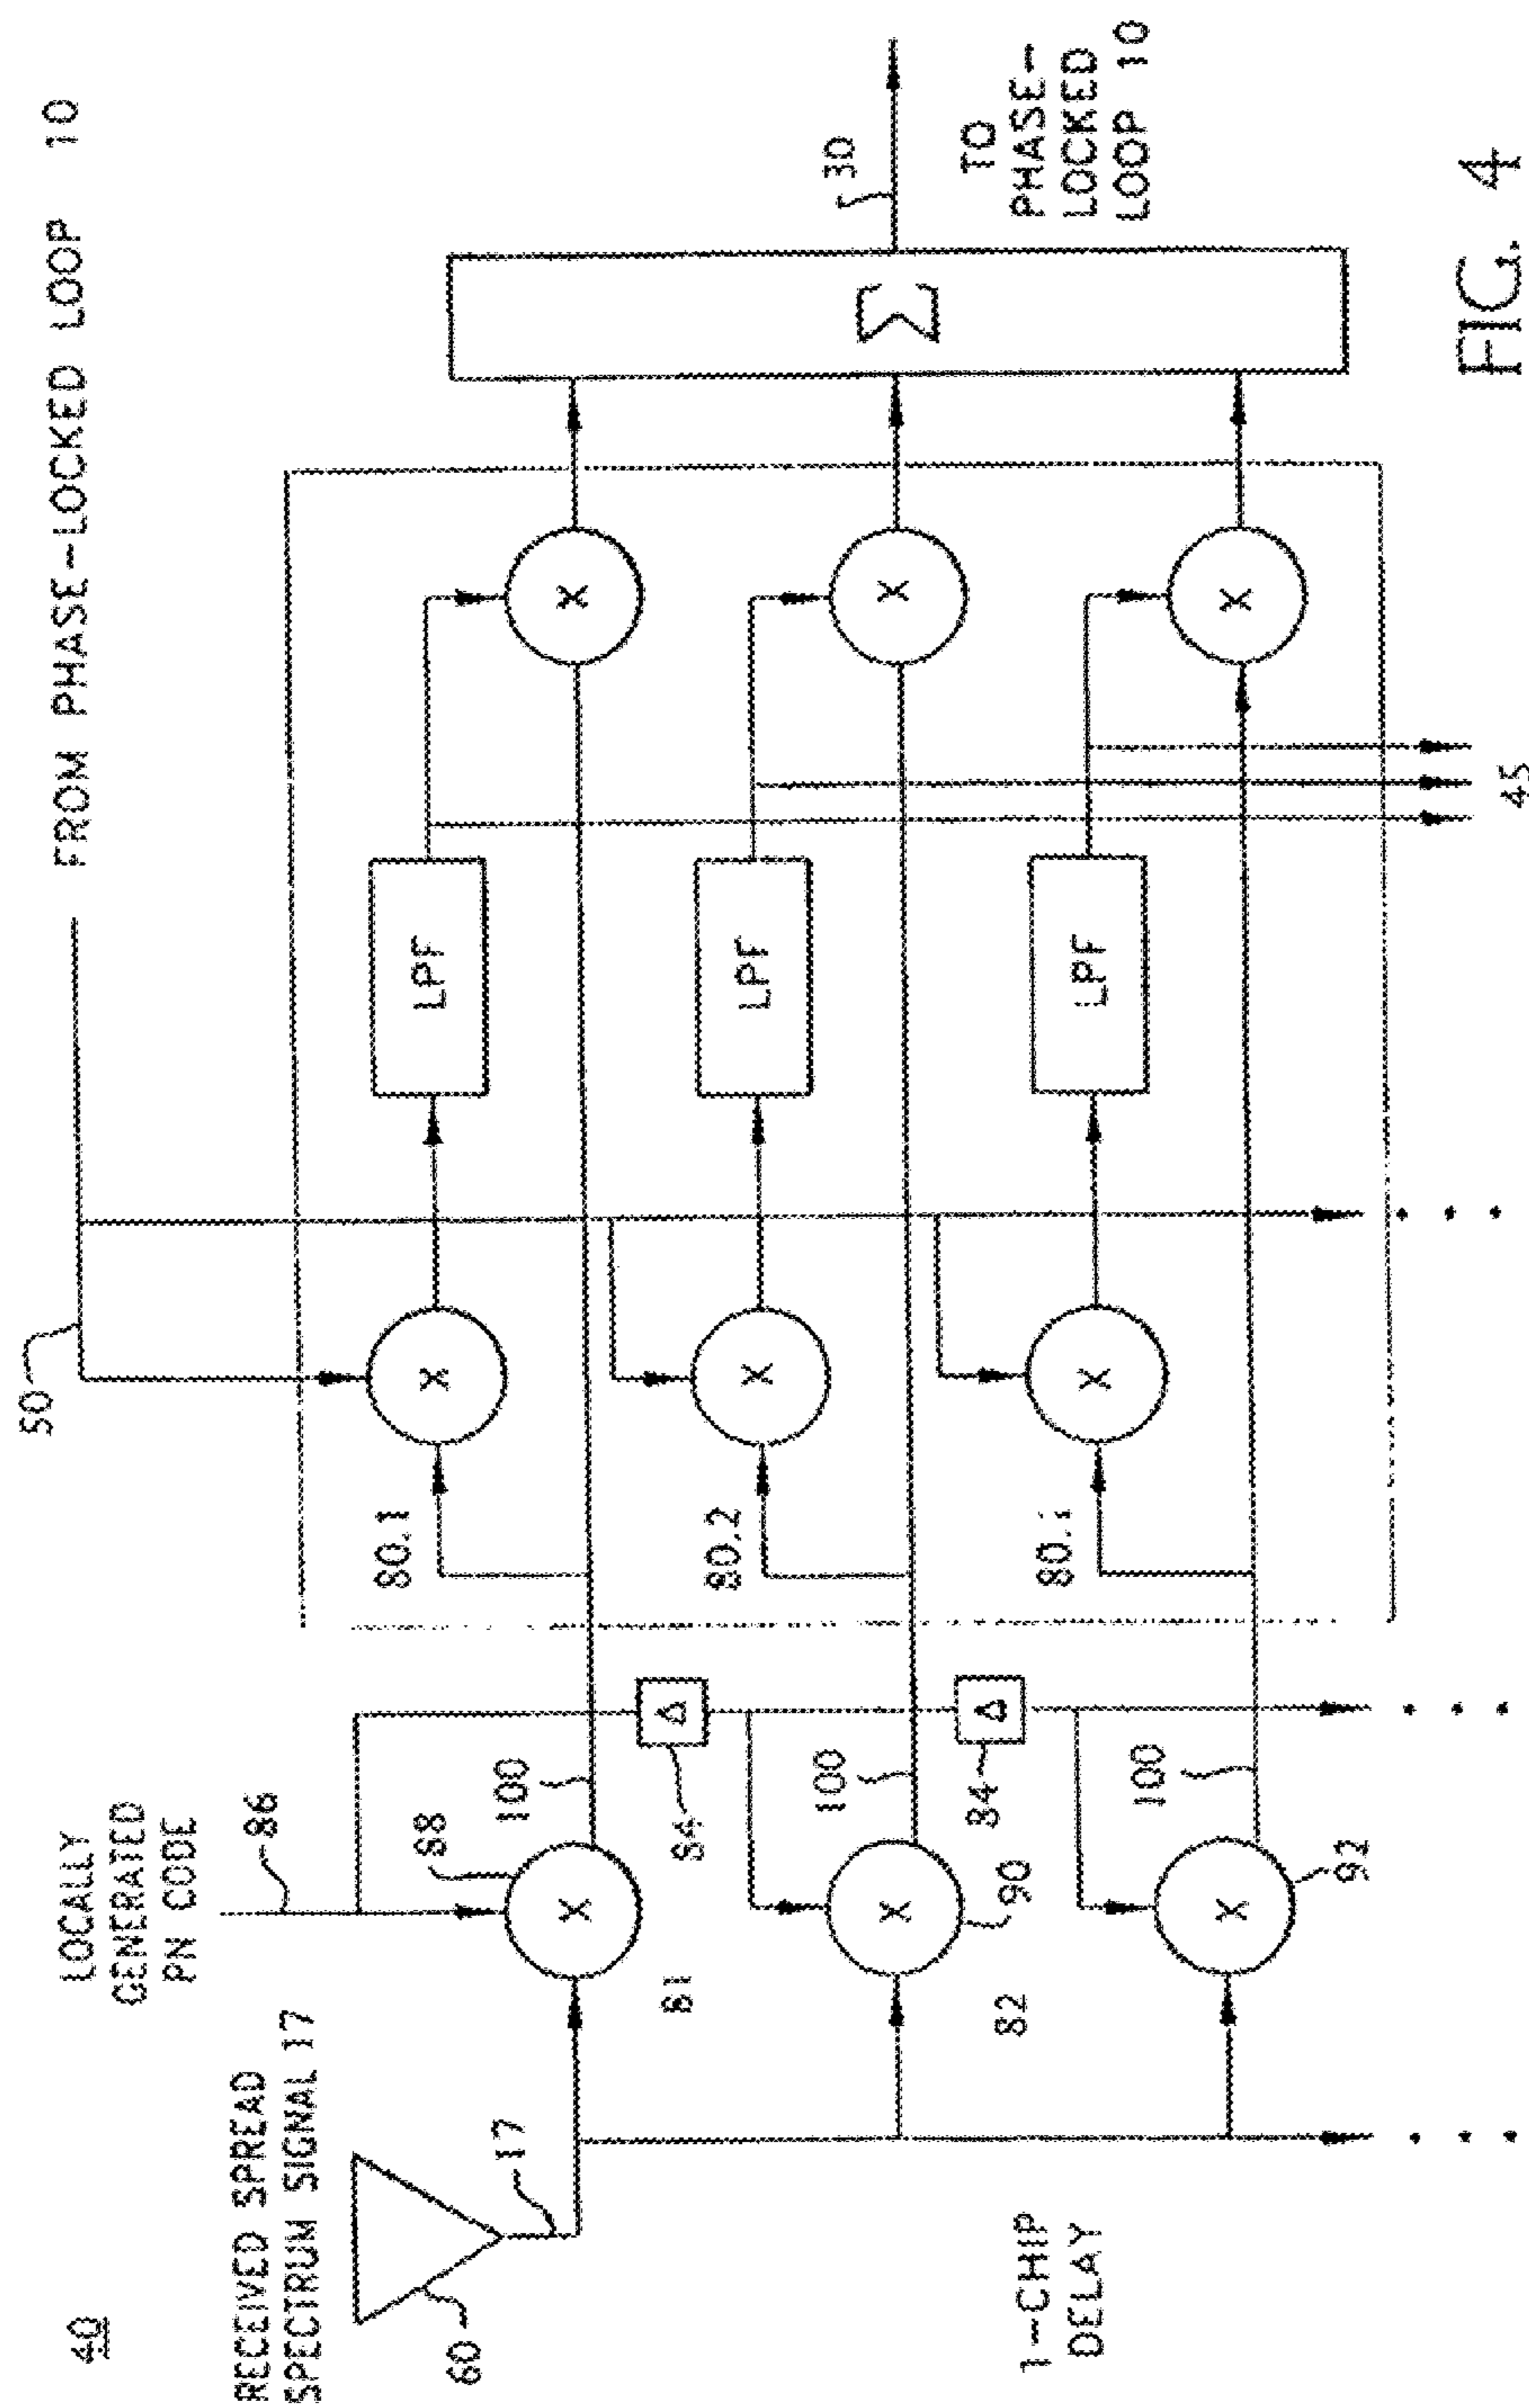 40
RECEIVED SPREAD
SPECTRUM SIGNAL 17
60
17
LOCALLY
GENERATED
PN CODE
86
50
FROM PHASE-LOCKED LOOP 10
88
X
81
100
Δ
84
80.1
X
LPF
X
1-CHIP
DELAY
82
X
90
100
Δ
84
80.2
X
LPF
X
X
92
100
80.i
X
LPF
X
45
Σ
30
TO
PHASE-
LOCKED
LOOP 10
FIG. 4